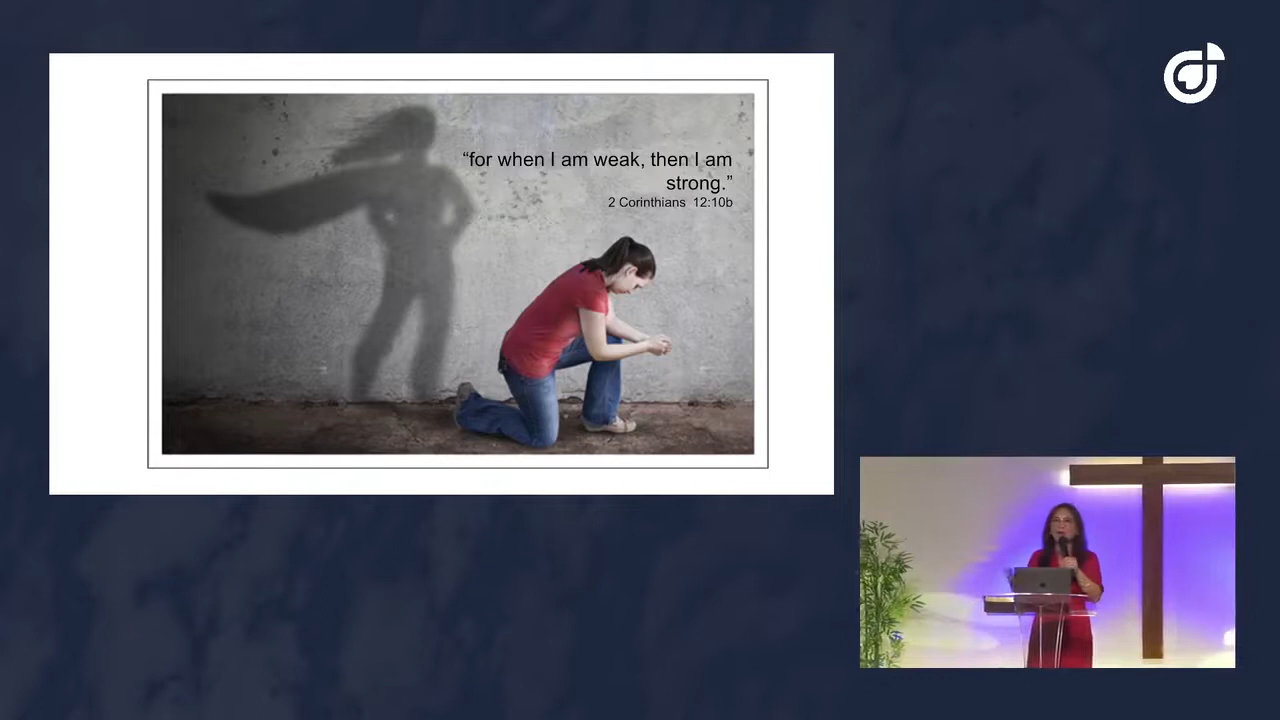 “for when I am weak, then I am
strong.”
2 Corinthians 12:10b